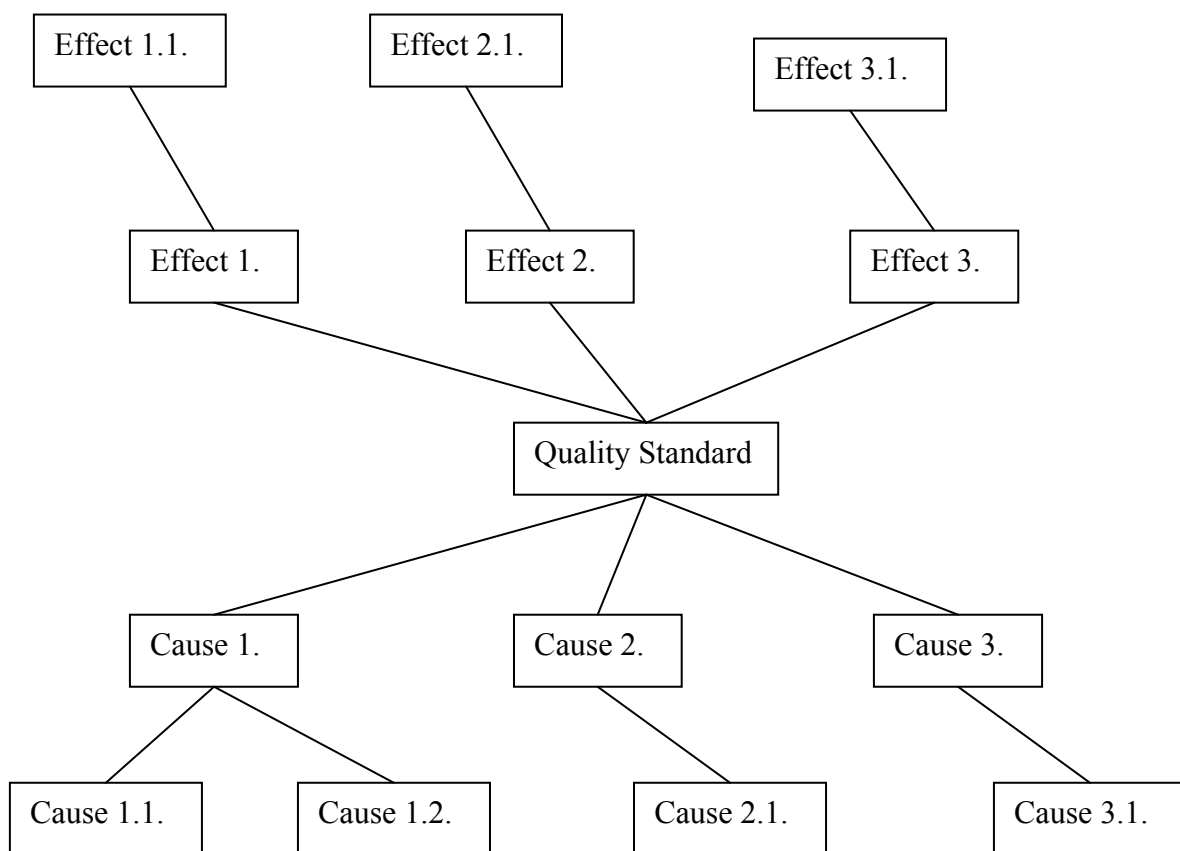 Effect 1.1.
Effect 2.1.
Effect 3.1.
Effect 1.
Effect 2.
Effect 3.
Quality Standard
Cause 1.
Cause 2.
Cause 3.
Cause 1.1.
Cause 1.2.
Cause 2.1.
Cause 3.1.